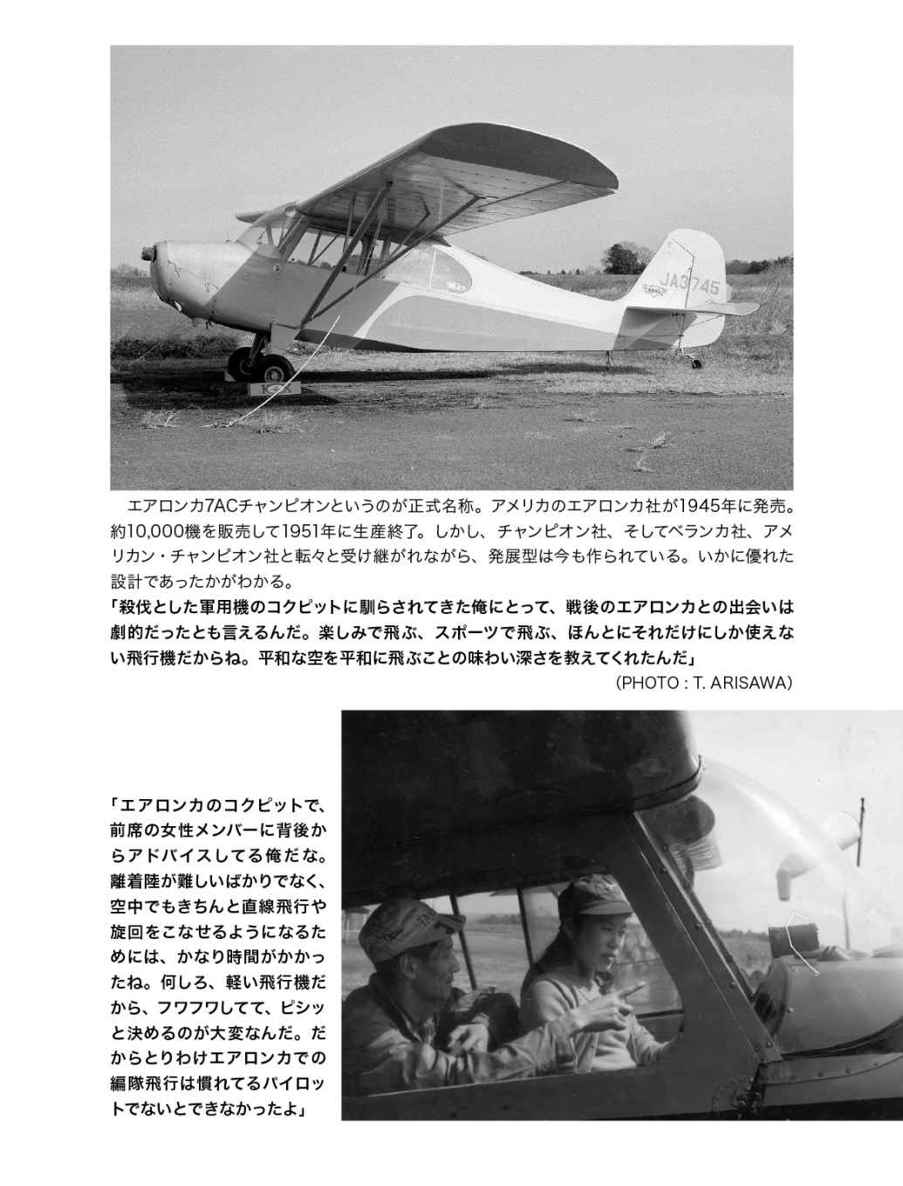 JA3745
エアロンカ7ACチャンピオンというのが正式名称。アメリカのエアロンカ社が1945年に発売。
約10,000機を販売して1951年に生産終了。しかし、チャンピオン社、そしてベランカ社、アメ
リカン・チャンピオン社と転々と受け継がれながら、発展型は今も作られている。いかに優れた
設計であったかがわかる。
「殺伐とした軍用機のコクピットに馴らされてきた俺にとって、戦後のエアロンカとの出会いは
劇的だったとも言えるんだ。楽しみで飛ぶ、スポーツで飛ぶ、ほんとにそれだけにしか使えな
い飛行機だからね。平和な空を平和に飛ぶことの味わい深さを教えてくれたんだ」
（PHOTO : T. ARISAWA）
「エアロンカのコクピットで、
前席の女性メンバーに背後か
らアドバイスしてる俺だな。
離着陸が難しいばかりでなく、
空中でもきちんと直線飛行や
旋回をこなせるようになるた
めには、かなり時間がかかっ
たね。何しろ、軽い飛行機だ
から、フワフワしてて、ピシッ
と決めるのが大変なんだ。だ
からとりわけエアロンカでの
編隊飛行は慣れてるパイロッ
トでないとできなかったよ」